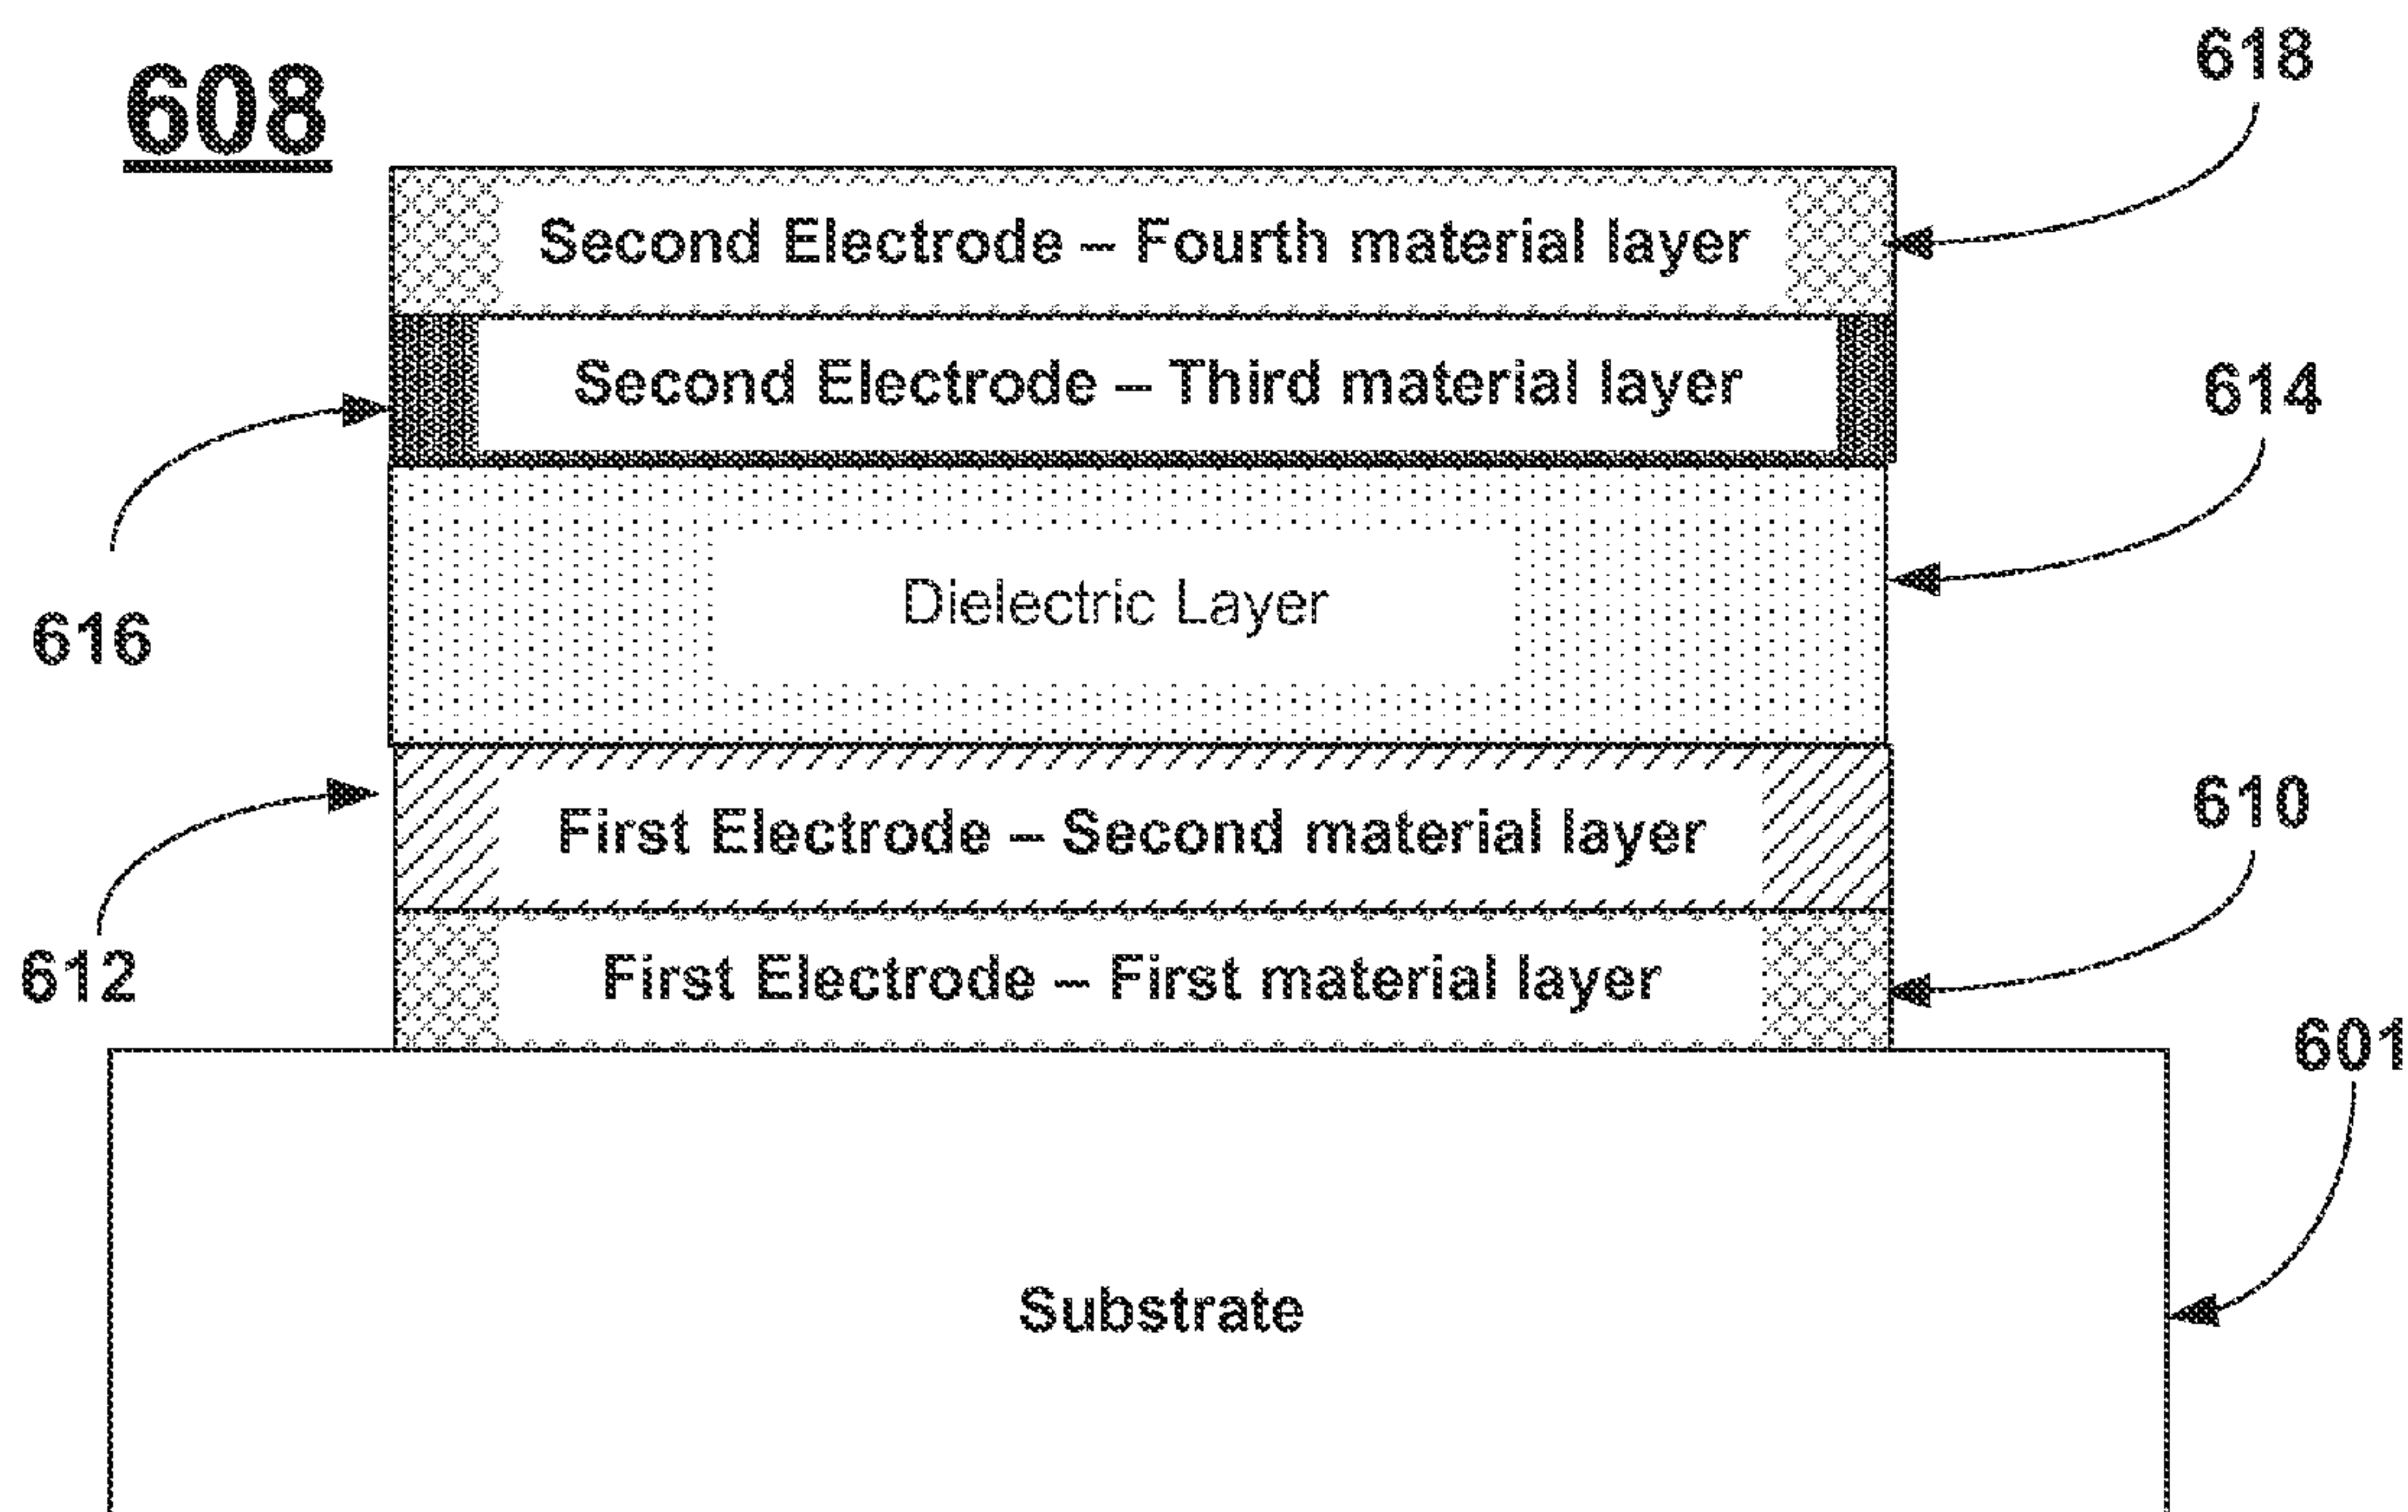 618
608
Second Electrode – Fourth material layer
Second Electrode – Third material layer
614
Dielectric Layer
616
610
First Electrode – Second material layer
612
First Electrode – First material layer
601
Substrate